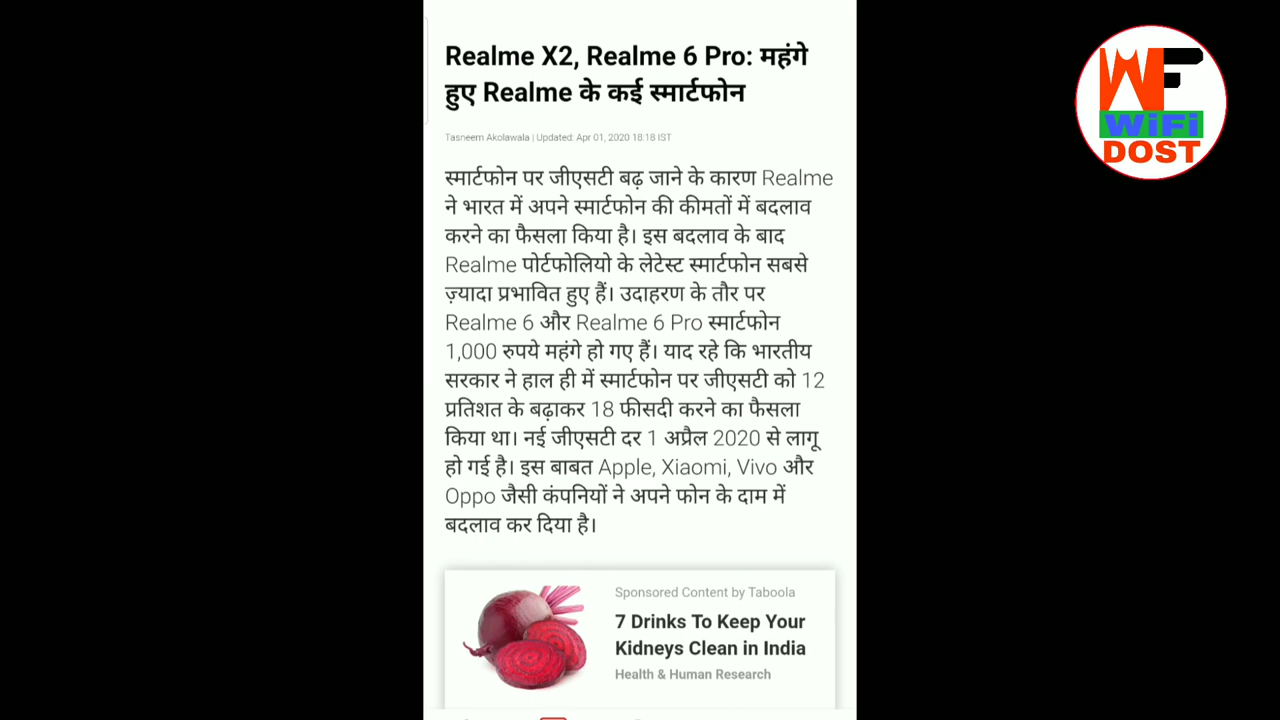 Realme X2, Realme 6 Pro: महंगे
हुए Realme के कई स्मार्टफोन
Tasneem Akolawala | Updated: Apr 01, 2020 18:18 IST
स्मार्टफोन पर जीएसटी बढ़ जाने के कारण Realme
ने भारत में अपने स्मार्टफोन की कीमतों में बदलाव
करने का फैसला किया है। इस बदलाव के बाद
Realme पोर्टफोलियो के लेटेस्ट स्मार्टफोन सबसे
ज़्यादा प्रभावित हुए हैं। उदाहरण के तौर पर
Realme 6 और Realme 6 Pro स्मार्टफोन
1,000 रुपये महंगे हो गए हैं। याद रहे कि भारतीय
सरकार ने हाल ही में स्मार्टफोन पर जीएसटी को 12
प्रतिशत के बढ़ाकर 18 फीसदी करने का फैसला
किया था। नई जीएसटी दर 1 अप्रैल 2020 से लागू
हो गई है। इस बाबत Apple, Xiaomi, Vivo और
Oppo जैसी कंपनियों ने अपने फोन के दाम में
बदलाव कर दिया है।
Sponsored Content by Taboola
7 Drinks To Keep Your
Kidneys Clean in India
Health & Human Research
WF
WiFi
DOST